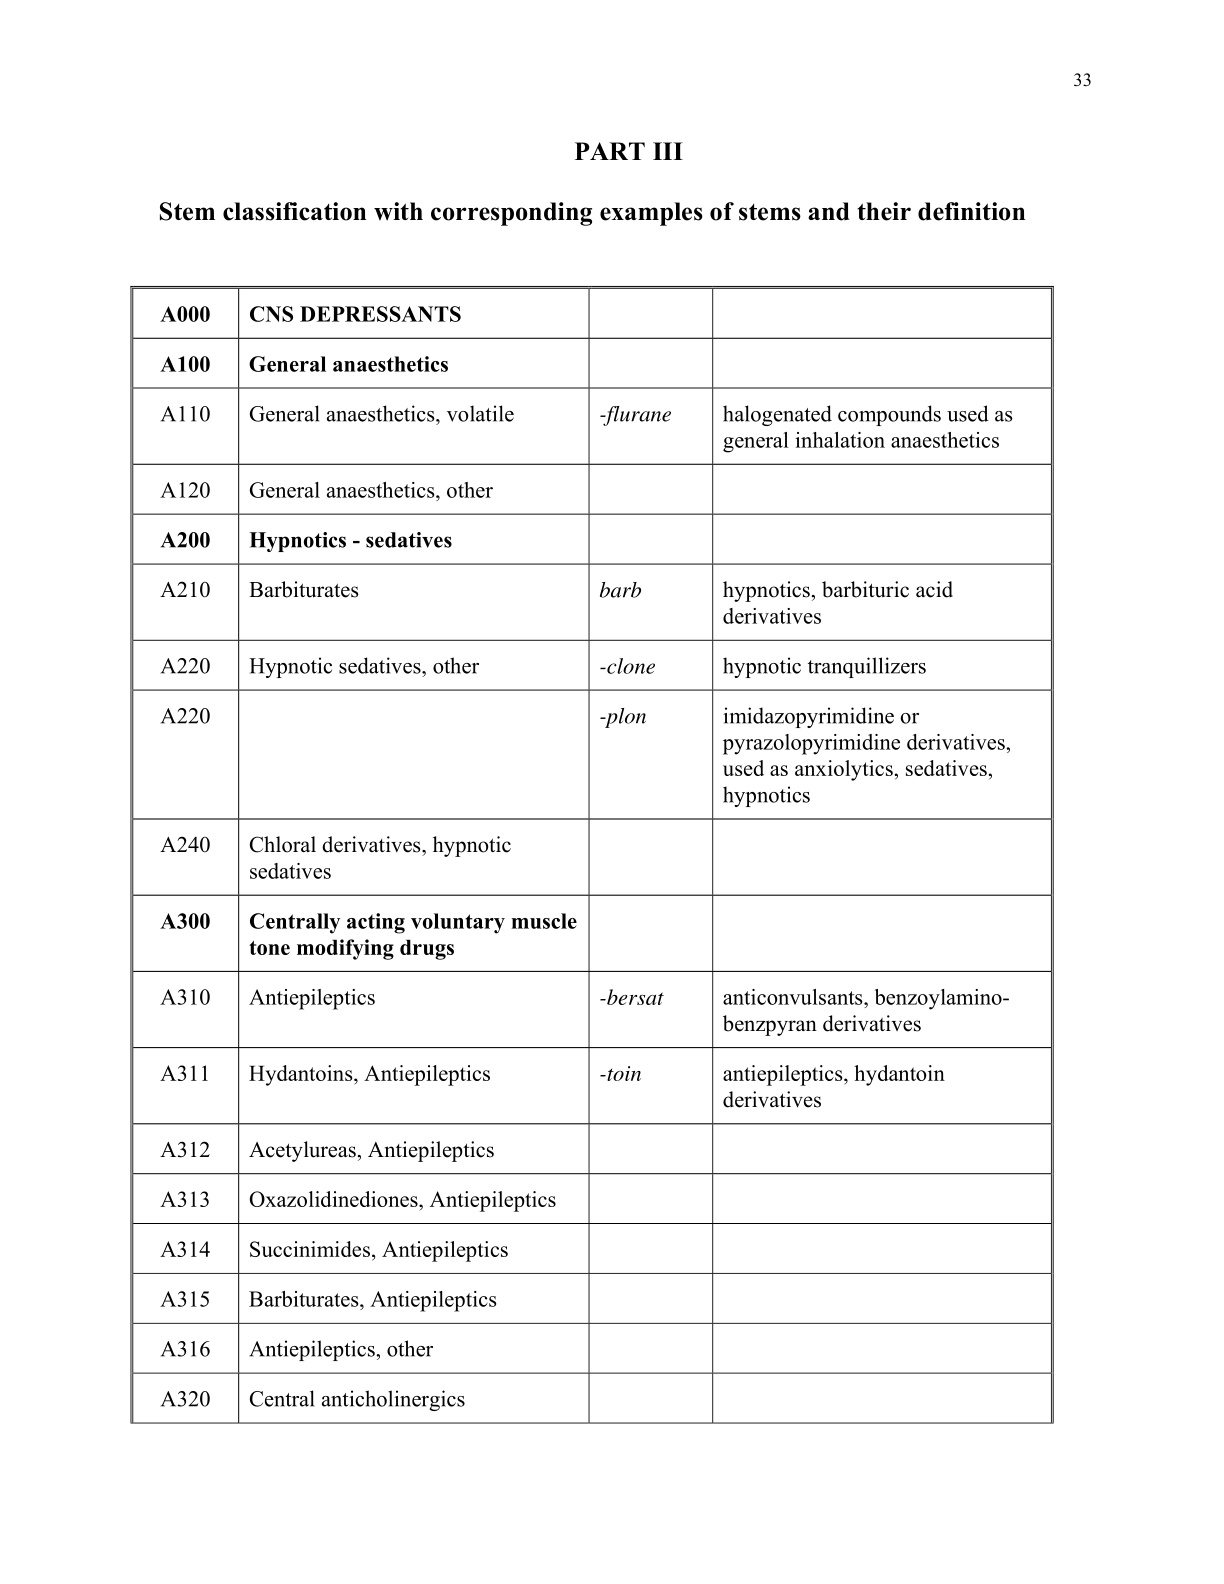 33
PART III
Stem classification with corresponding examples of stems and their definition
A000 CNS DEPRESSANTS
A100 General anaesthetics
A110 General anaesthetics, volatile -flurane halogenated compounds used as
general inhalation anaesthetics
A120 General anaesthetics, other
A200 Hypnotics - sedatives
A210 Barbiturates barb hypnotics, barbituric acid
derivatives
A220 Hypnotic sedatives, other -clone hypnotic tranquillizers
A220 -plon imidazopyrimidine or
pyrazolopyrimidine derivatives,
used as anxiolytics, sedatives,
hypnotics
A240 Chloral derivatives, hypnotic
sedatives
A300 Centrally acting voluntary muscle
tone modifying drugs
A310 Antiepileptics -bersat anticonvulsants, benzoylamino-
benzpyran derivatives
A311 Hydantoins, Antiepileptics -toin antiepileptics, hydantoin
derivatives
A312 Acetylureas, Antiepileptics
A313 Oxazolidinediones, Antiepileptics
A314 Succinimides, Antiepileptics
A315 Barbiturates, Antiepileptics
A316 Antiepileptics, other
A320 Central anticholinergics